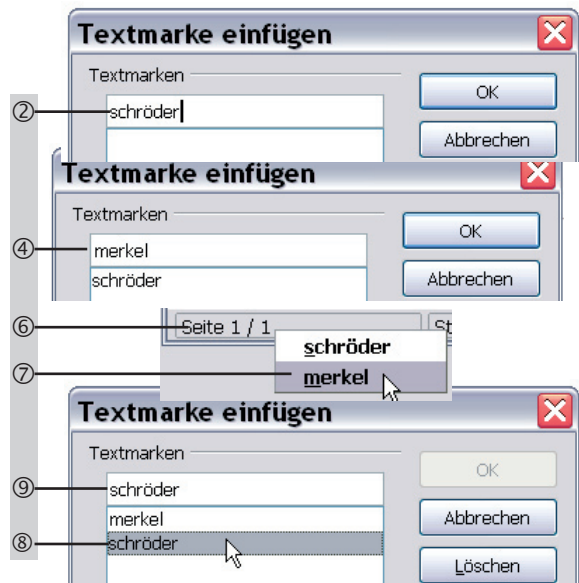 Textmarke einfügen
Textmarken
OK
② schröder
Abbrechen
Textmarke einfügen
Textmarken
OK
④ merkel
schröder
Abbrechen
⑥ Seite 1 / 1
St
schröder
⑦ merkel
Textmarke einfügen
Textmarken
OK
⑨ schröder
merkel
Abbrechen
⑧ schröder
Löschen